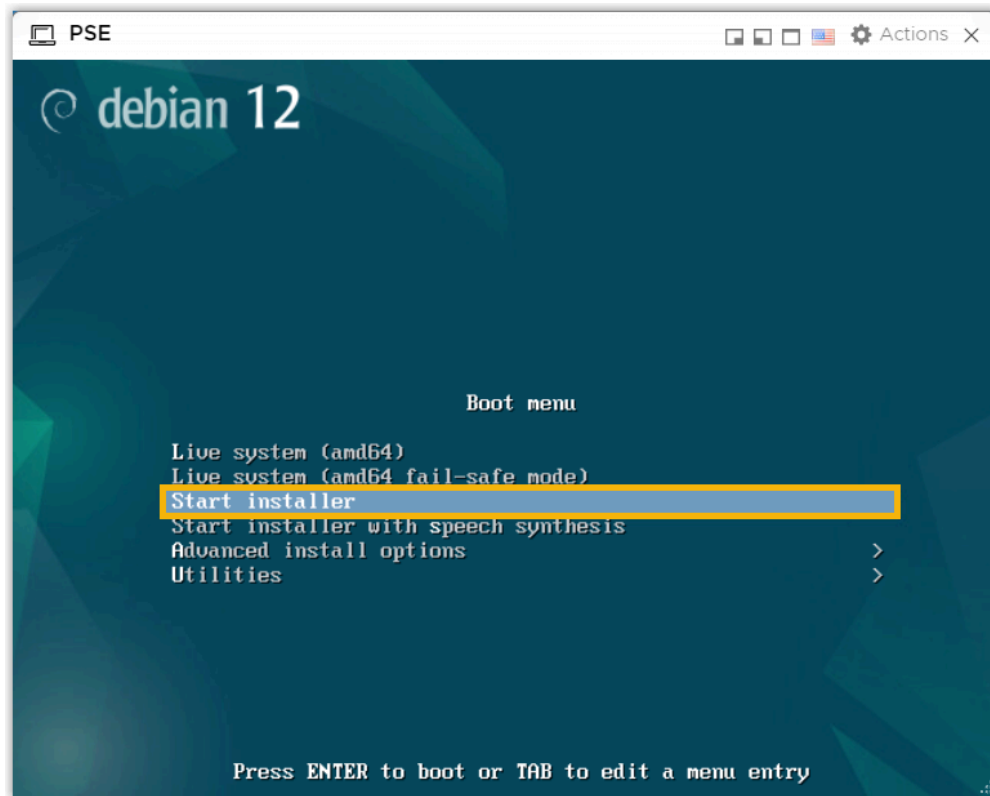 PSE
Actions
debian 12
Boot menu
Live system (amd64)
Live system (amd64 fail-safe mode)
Start installer
Start installer with speech synthesis
Advanced install options >
Utilities >
Press ENTER to boot or TAB to edit a menu entry